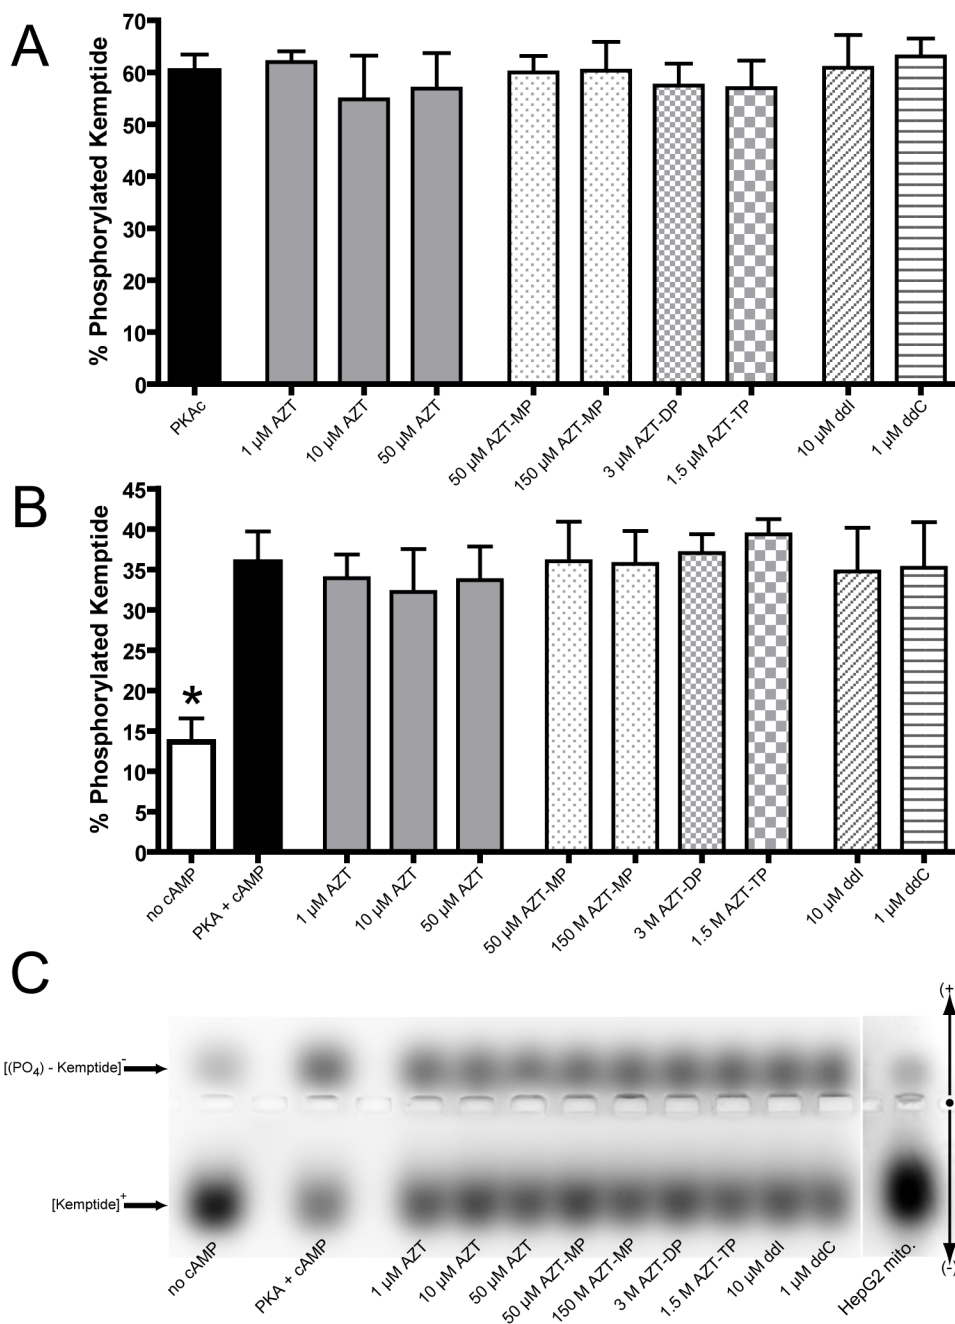 A
% Phosphorylated Kemptide
70
60
50
40
30
20
10
0
PKAc
1 µM AZT
10 µM AZT
50 µM AZT
50 µM AZT-MP
150 µM AZT-MP
3 µM AZT-DP
1.5 µM AZT-TP
10 µM ddI
1 µM ddC
B
% Phosphorylated Kemptide
45
40
35
30
25
20
15
10
5
0
*
no cAMP
PKA + cAMP
1 µM AZT
10 µM AZT
50 µM AZT
50 µM AZT-MP
150 M AZT-MP
3 M AZT-DP
1.5 M AZT-TP
10 µM ddI
1 µM ddC
C
(+
[(PO4) - Kemptide]-
[Kemptide]+
(-)
no cAMP
PKA + cAMP
1 µM AZT
10 µM AZT
50 µM AZT
50 µM AZT-MP
150 M AZT-MP
3 M AZT-DP
1.5 M AZT-TP
10 µM ddI
1 µM ddC
HepG2 mito.